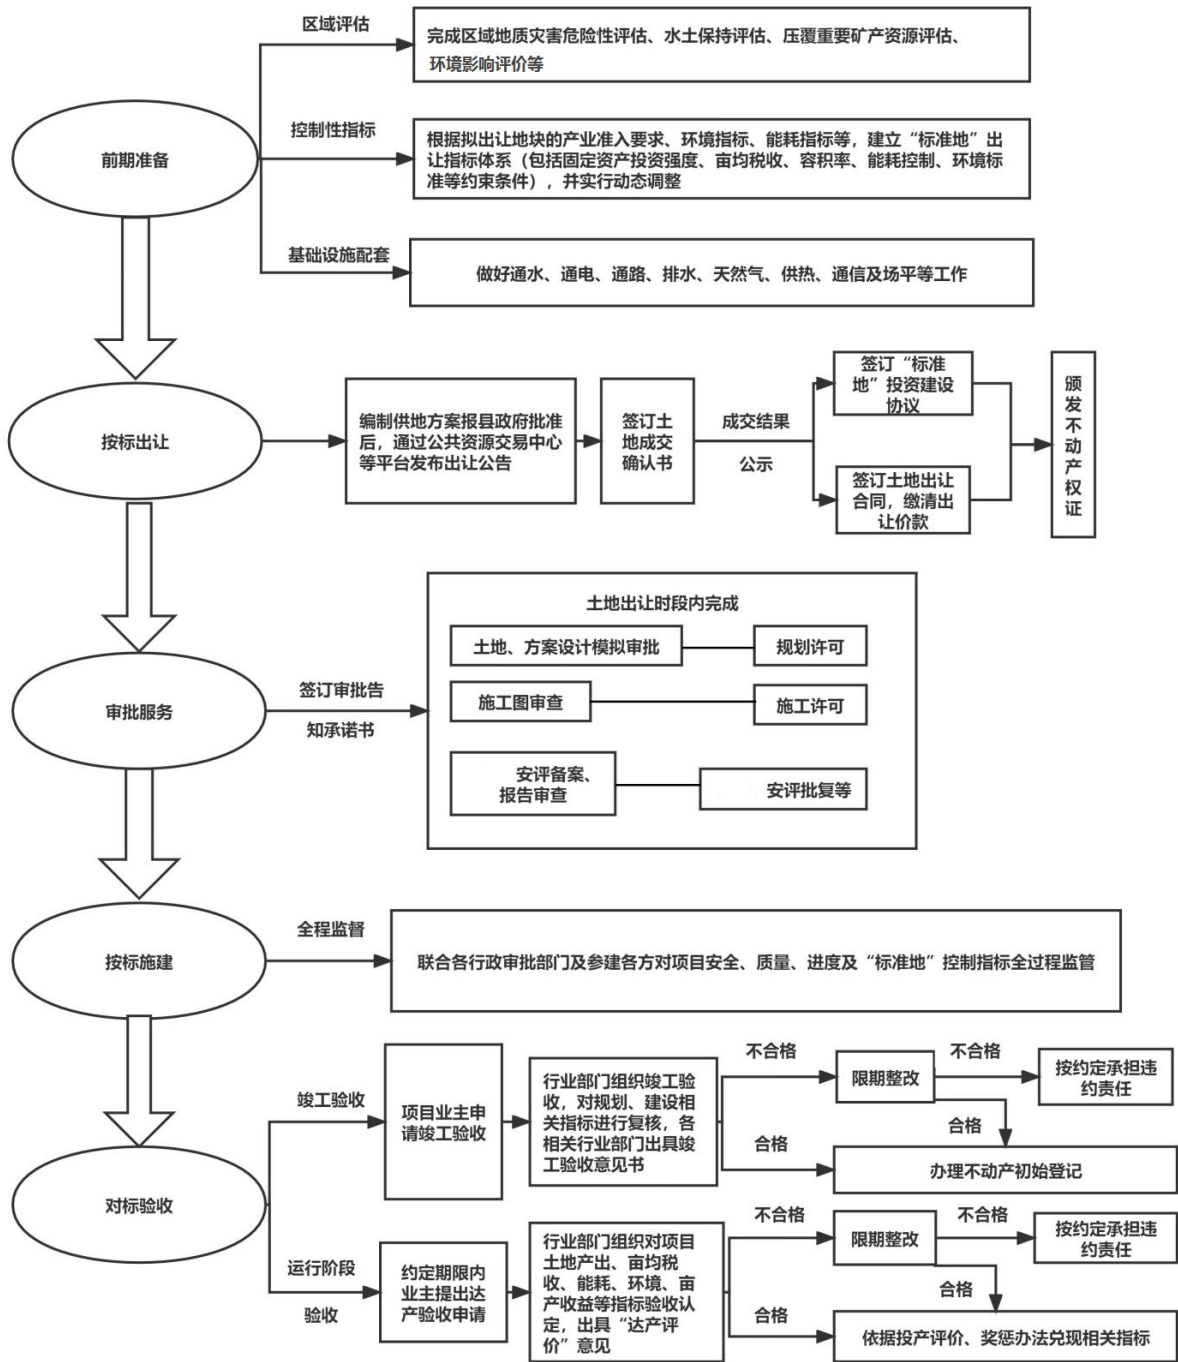 区域评估
完成区域地质灾害危险性评估、水土保持评估、压覆重要矿产资源评估、
环境影响评价等
前期准备
控制性指标
根据拟出让地块的产业准入要求、环境指标、能耗指标等，建立“标准地”出
让指标体系（包括固定资产投资强度、亩均税收、容积率、能耗控制、环境标
准等约束条件），并实行动态调整
基础设施配套
做好通水、通电、通路、排水、天然气、供热、通信及场平等工作
按标出让
编制供地方案报县政府批准
后，通过公共资源交易中心
等平台发布出让公告
签订土
地成交
确认书
成交结果
公示
签订“标准
地”投资建设
协议
签订土地出让
合同，缴清出
让价款
颁
发
不
动
产
权
证
审批服务
签订审批告
知承诺书
土地出让时段内完成
土地、方案设计模拟审批
规划许可
施工图审查
施工许可
安评备案、
报告审查
安评批复等
按标施建
全程监督
联合各行政审批部门及参建各方对项目安全、质量、进度及“标准地”控制指标全过程监管
对标验收
竣工验收
项目业主申
请竣工验收
行业部门组织竣工验
收，对规划、建设相
关指标进行复核，各
相关行业部门出具竣
工验收意见书
不合格
限期整改
不合格
按约定承担违
约责任
合格
合格
办理不动产初始登记
运行阶段
验收
约定期限内
业主提出达
产验收申请
行业部门组织对项目
土地产出、亩均税
收、能耗、环境、亩
产收益等指标验收认
定，出具“达产评
价”意见
不合格
限期整改
不合格
按约定承担违
约责任
合格
合格
依据投产评价、奖惩办法兑现相关指标